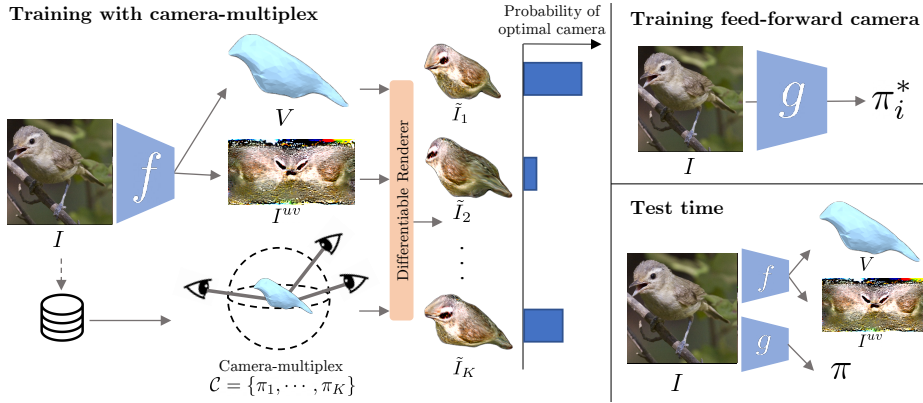 Training with camera-multiplex
I
f
V
I^{uv}
Camera-multiplex
C = {π_1, ⋯ , π_K}
Differentiable Renderer
Probability of
optimal camera
Ĩ_1
Ĩ_2
⋮
Ĩ_K
Training feed-forward camera
I
g
π_i^*
Test time
I
f
g
V
I^{uv}
π